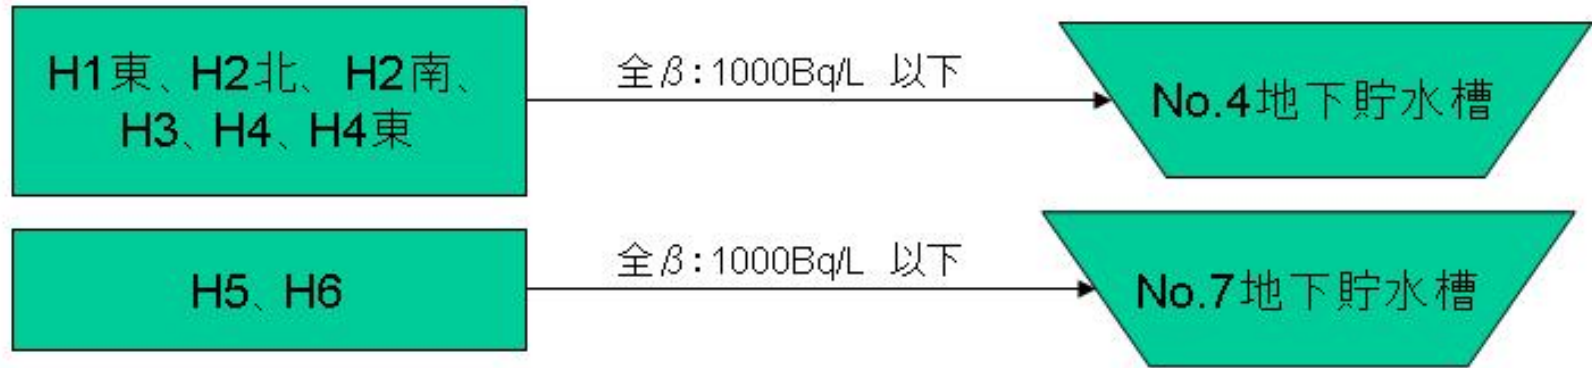 H1東、H2北、H2南、
H3、H4、H4東
全β:1000Bq/L 以下
No.4地下貯水槽
H5、H6
全β:1000Bq/L 以下
No.7地下貯水槽